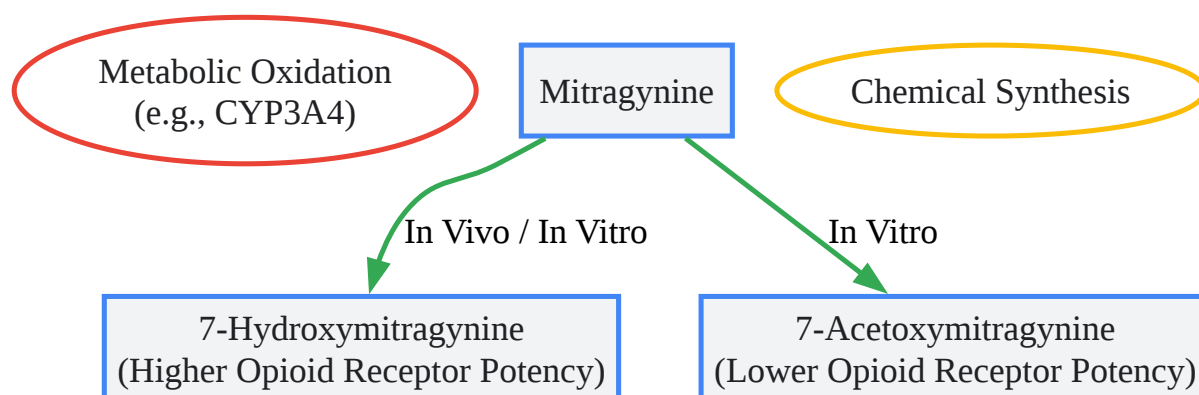 Metabolic Oxidation
(e.g., CYP3A4)
Mitragynine
Chemical Synthesis
In Vivo / In Vitro
In Vitro
7-Hydroxymitragynine
(Higher Opioid Receptor Potency)
7-Acetoxymitragynine
(Lower Opioid Receptor Potency)